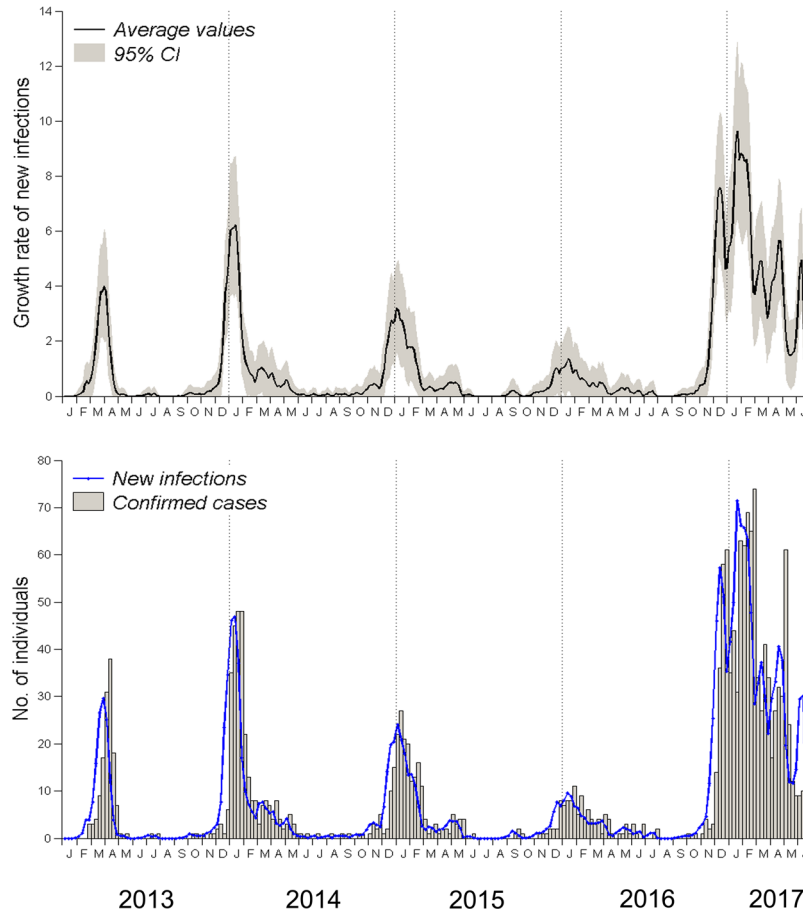 14
12
10
8
6
4
2
0
Growth rate of new infections
Average values
95% CI
J F M A M J J A S O N D J F M A M J J A S O N D J F M A M J J A S O N D J F M A M J J A S O N D J F M A M J
80
70
60
50
40
30
20
10
0
No. of individuals
New infections
Confirmed cases
J F M A M J J A S O N D J F M A M J J A S O N D J F M A M J J A S O N D J F M A M J J A S O N D J F M A M J
2013 2014 2015 2016 2017